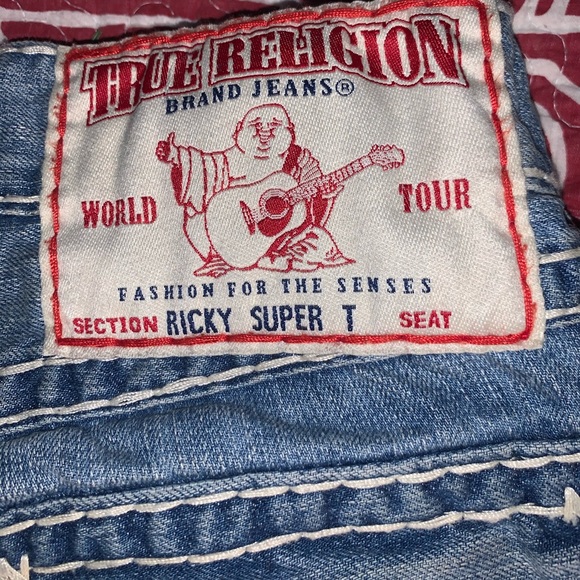 TRUE RELIGION
BRAND JEANS®
WORLD TOUR
FASHION FOR THE SENSES
SECTION RICKY SUPER T SEAT